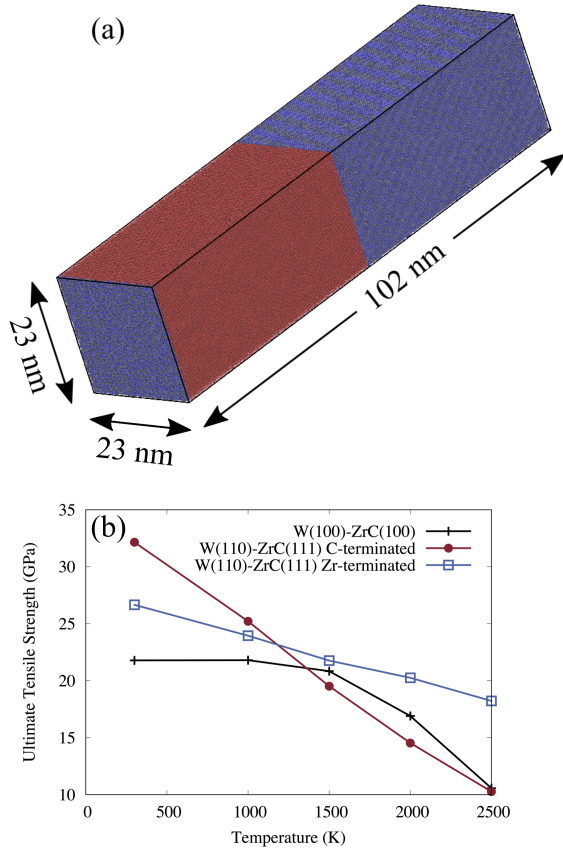 (a)
102 nm
23 nm
23 nm
(b)
W(100)-ZrC(100)
W(110)-ZrC(111) C-terminated
W(110)-ZrC(111) Zr-terminated
Ultimate Tensile Strength (GPa)
35
30
25
20
15
10
0 500 1000 1500 2000 2500
Temperature (K)